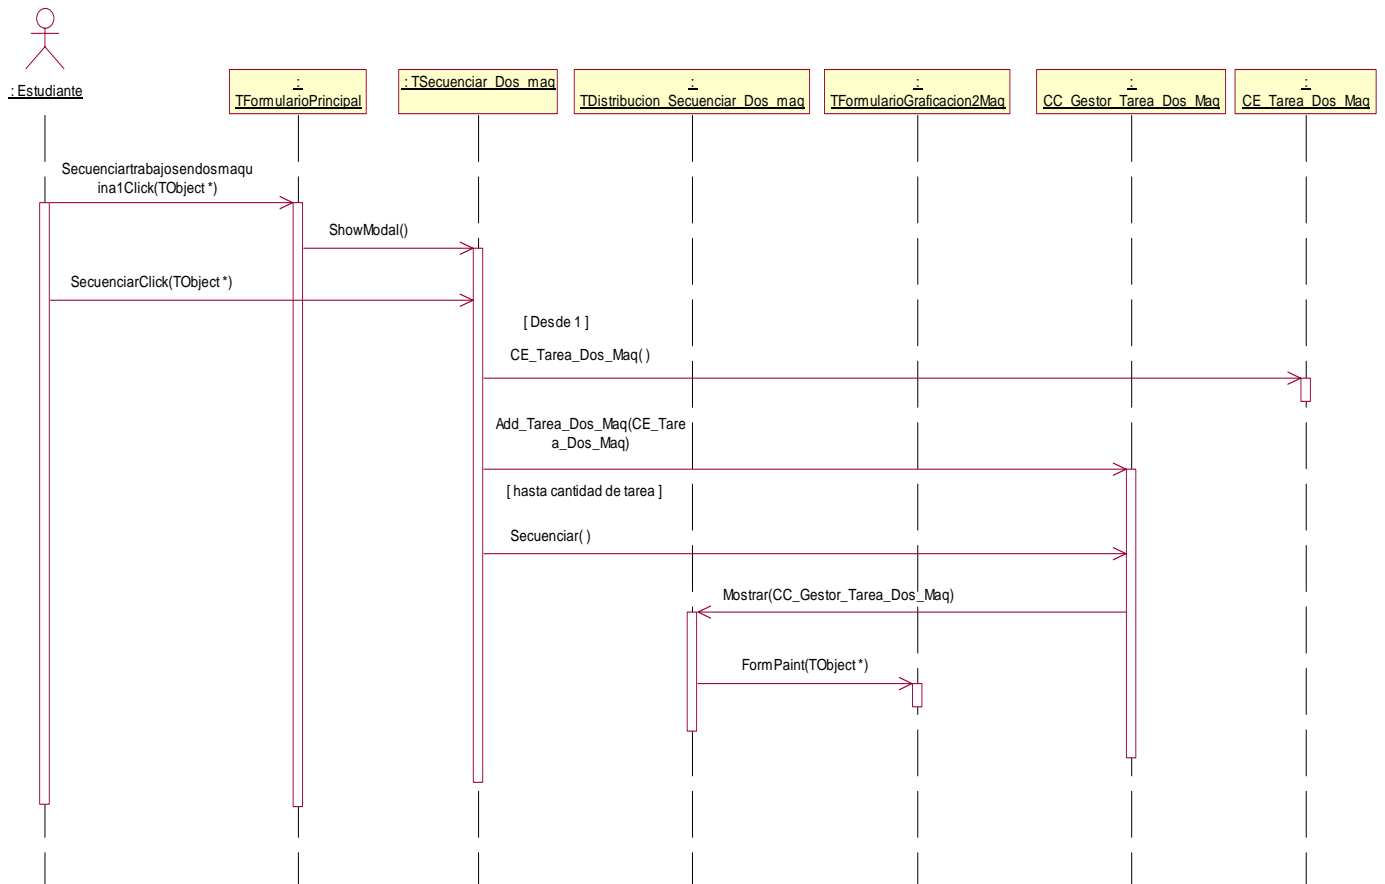 : Estudiante
:
TFormularioPrincipal
: TSecuenciar_Dos_maq
:
TDistribucion_Secuenciar_Dos_maq
:
TFormularioGraficacion2Maq
:
CC_Gestor_Tarea_Dos_Maq
:
CE_Tarea_Dos_Maq
Secuenciartrabajosendosmaqu
ina1Click(TObject *)
ShowModal()
SecuenciarClick(TObject *)
[ Desde 1 ]
CE_Tarea_Dos_Maq( )
Add_Tarea_Dos_Maq(CE_Tare
a_Dos_Maq)
[ hasta cantidad de tarea ]
Secuenciar( )
Mostrar(CC_Gestor_Tarea_Dos_Maq)
FormPaint(TObject *)